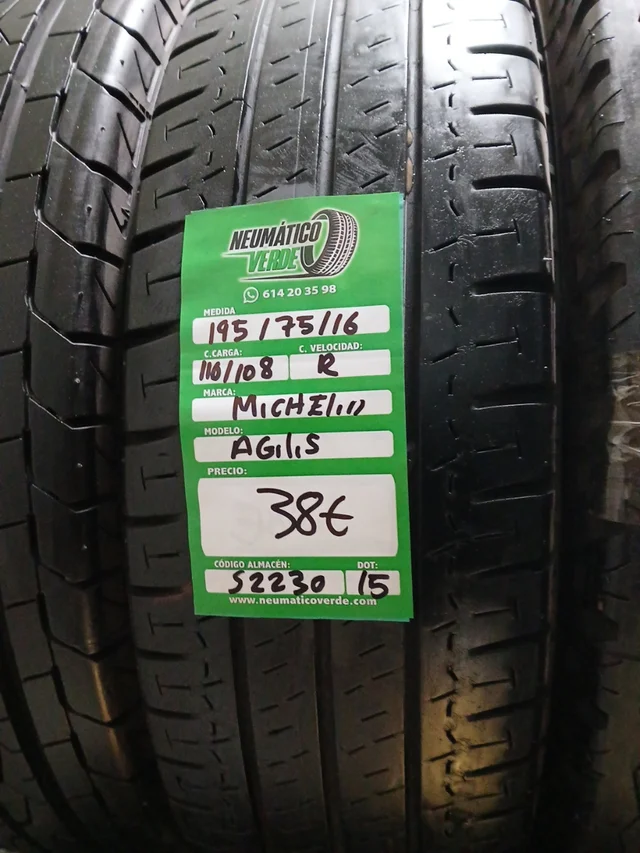 NEUMÁTICO
VERDE
614 20 35 98
MEDIDA
195/75/16
C.CARGA: C. VELOCIDAD:
110/108 R
MARCA:
MICHELIN
MODELO:
AGILIS
PRECIO:
38€
CÓDIGO ALMACÉN: DOT:
S2230 15
www.neumaticoverde.com